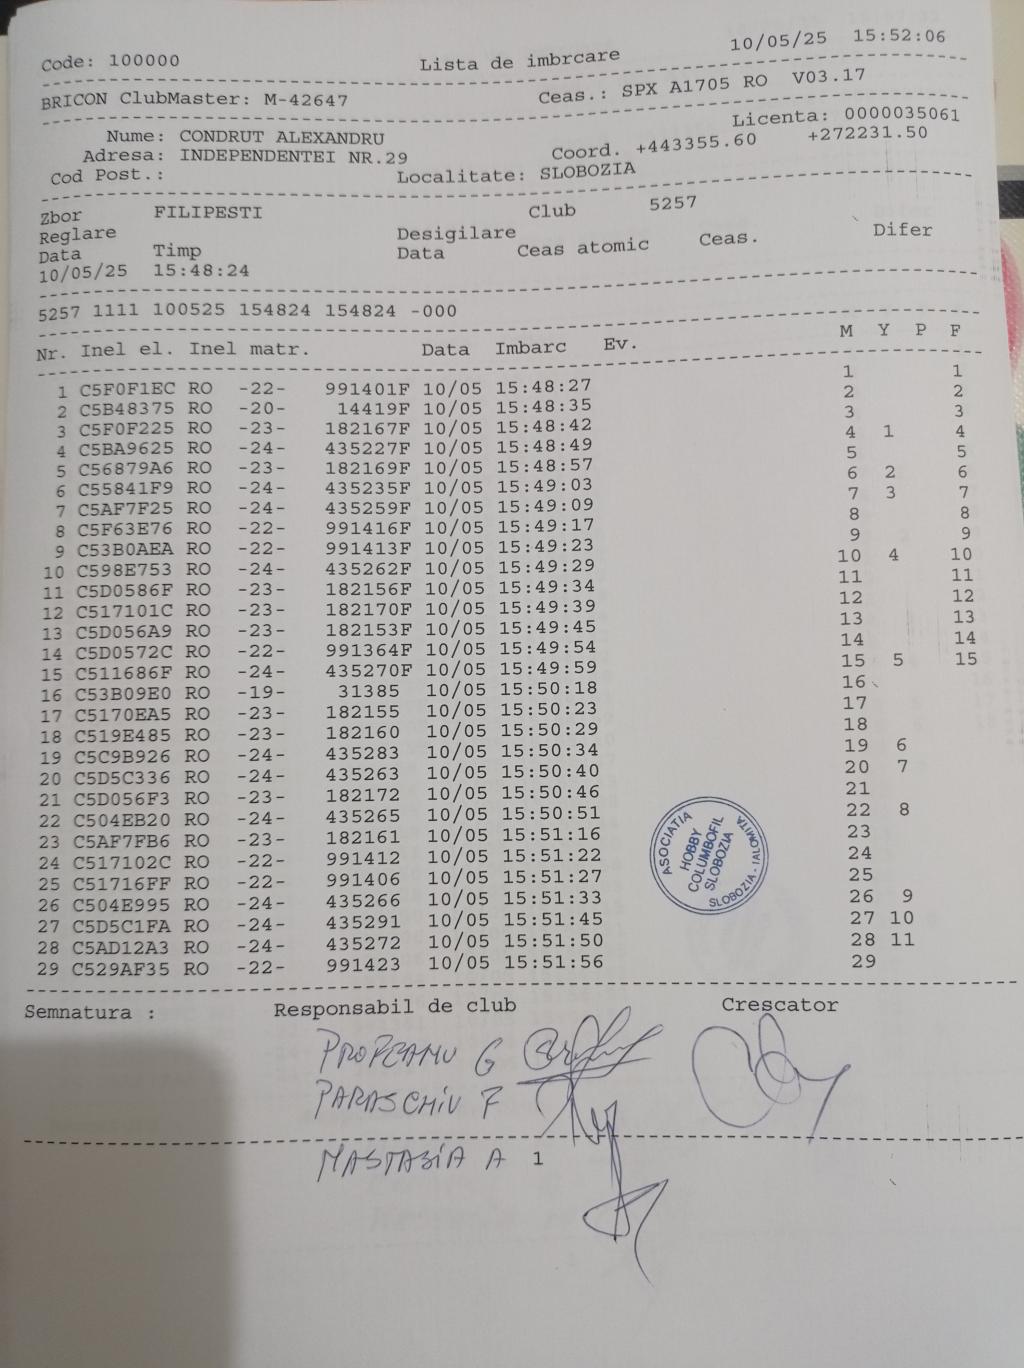 Code: 100000 Lista de imbrcare 10/05/25 15:52:06
BRICON ClubMaster: M-42647 Ceas.: SPX A1705 RO V03.17
Nume: CONDRUT ALEXANDRU Licenta: 0000035061
Adresa: INDEPENDENTEI NR.29 Coord. +443355.60 +272231.50
Cod Post.: Localitate: SLOBOZIA
Zbor FILIPESTI Club 5257
Reglare Desigilare
Data Timp Data Ceas atomic Ceas. Difer
10/05/25 15:48:24
5257 1111 100525 154824 154824 -000
Nr. Inel el. Inel matr. Data Imbarc Ev. M Y P F
1 C5F0F1EC RO -22- 991401F 10/05 15:48:27 1 1
2 C5B48375 RO -20- 14419F 10/05 15:48:35 2 2
3 C5F0F225 RO -23- 182167F 10/05 15:48:42 3 3
4 C5BA9625 RO -24- 435227F 10/05 15:48:49 4 1 4
5 C56879A6 RO -23- 182169F 10/05 15:48:57 5 5
6 C55841F9 RO -24- 435235F 10/05 15:49:03 6 2 6
7 C5AF7F25 RO -24- 435259F 10/05 15:49:09 7 3 7
8 C5F63E76 RO -22- 991416F 10/05 15:49:17 8 8
9 C53B0AEA RO -22- 991413F 10/05 15:49:23 9 9
10 C598E753 RO -24- 435262F 10/05 15:49:29 10 4 10
11 C5D0586F RO -23- 182156F 10/05 15:49:34 11 11
12 C517101C RO -23- 182170F 10/05 15:49:39 12 12
13 C5D056A9 RO -23- 182153F 10/05 15:49:45 13 13
14 C5D0572C RO -22- 991364F 10/05 15:49:54 14 14
15 C511686F RO -24- 435270F 10/05 15:49:59 15 5 15
16 C53B09E0 RO -19- 31385 10/05 15:50:18 16
17 C5170EA5 RO -23- 182155 10/05 15:50:23 17
18 C519E485 RO -23- 182160 10/05 15:50:29 18
19 C5C9B926 RO -24- 435283 10/05 15:50:34 19 6
20 C5D5C336 RO -24- 435263 10/05 15:50:40 20 7
21 C5D056F3 RO -23- 182172 10/05 15:50:46 21
22 C504EB20 RO -24- 435265 10/05 15:50:51 22 8
23 C5AF7FB6 RO -23- 182161 10/05 15:51:16 23
24 C517102C RO -22- 991412 10/05 15:51:22 24
25 C51716FF RO -22- 991406 10/05 15:51:27 25
26 C504E995 RO -24- 435266 10/05 15:51:33 26 9
27 C5D5C1FA RO -24- 435291 10/05 15:51:45 27 10
28 C5AD12A3 RO -24- 435272 10/05 15:51:50 28 11
29 C529AF35 RO -22- 991423 10/05 15:51:56 29
ASOCIATIA
HOBBY
COLUMBOFIL
SLOBOZIA
SLOBOZIA-IALOMITA
Semnatura : Responsabil de club Crescator
PROFEANU G
PARASCHIV F
MASTASIA A 1